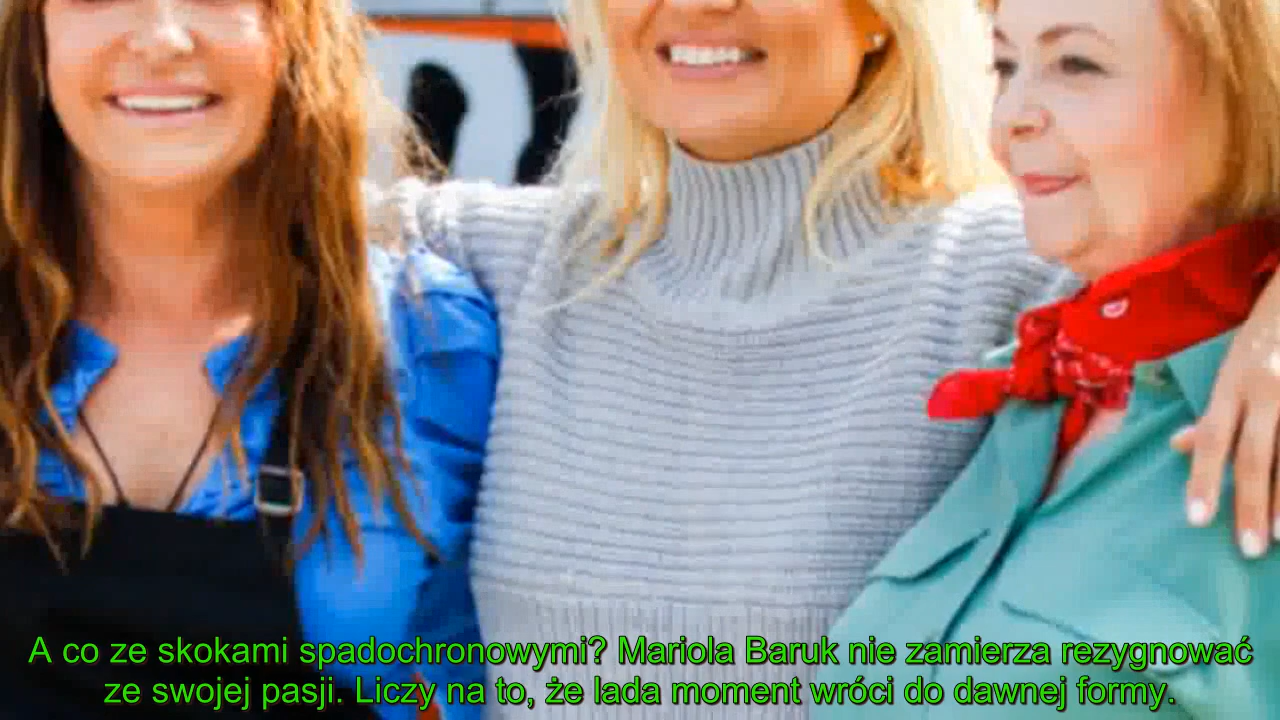 A co ze skokami spadochronowymi? Mariola Baruk nie zamierza rezygnować
ze swojej pasji. Liczy na to, że lada moment wróci do dawnej formy.